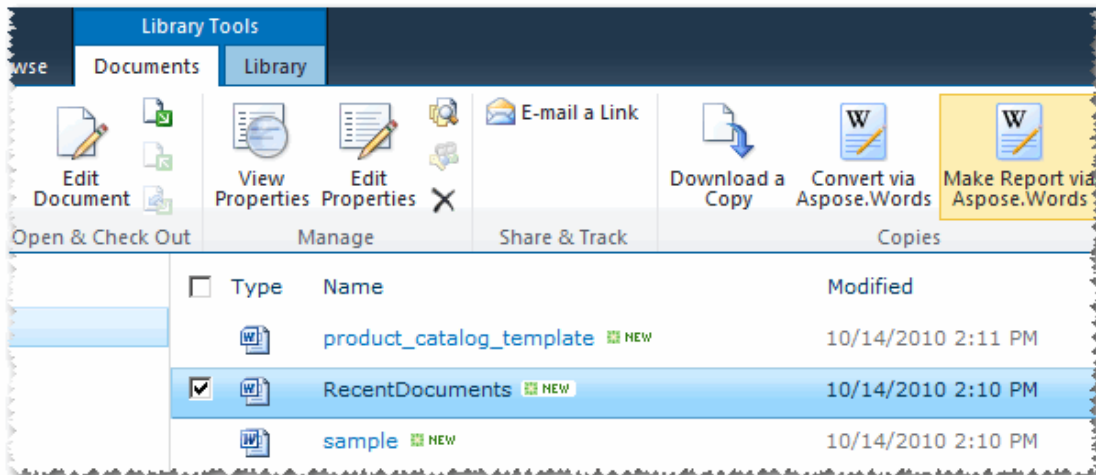 Library Tools
wse Documents Library
E-mail a Link
Edit Document
View Properties
Edit Properties
Download a Copy
Convert via Aspose.Words
Make Report via Aspose.Words
Open & Check Out Manage Share & Track Copies
Type Name Modified
product_catalog_template NEW 10/14/2010 2:11 PM
RecentDocuments NEW 10/14/2010 2:10 PM
sample NEW 10/14/2010 2:10 PM